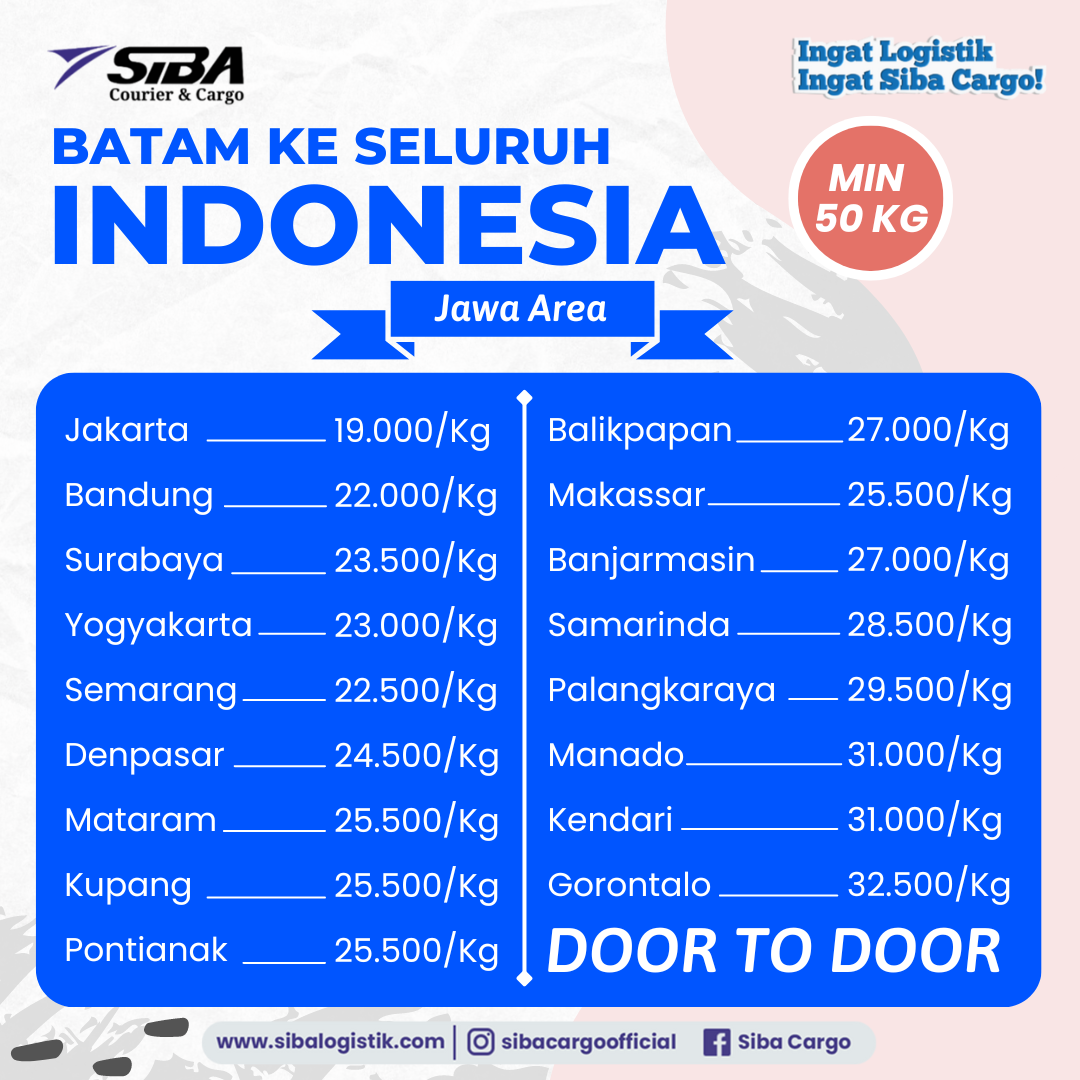 SIBA
Courier & Cargo
Ingat Logistik
Ingat Siba Cargo!
BATAM KE SELURUH
INDONESIA
MIN
50 KG
Jawa Area
Jakarta 19.000/Kg
Bandung 22.000/Kg
Surabaya 23.500/Kg
Yogyakarta 23.000/Kg
Semarang 22.500/Kg
Denpasar 24.500/Kg
Mataram 25.500/Kg
Kupang 25.500/Kg
Pontianak 25.500/Kg
Balikpapan 27.000/Kg
Makassar 25.500/Kg
Banjarmasin 27.000/Kg
Samarinda 28.500/Kg
Palangkaraya 29.500/Kg
Manado 31.000/Kg
Kendari 31.000/Kg
Gorontalo 32.500/Kg
DOOR TO DOOR
www.sibalogistik.com | sibacargoofficial Siba Cargo